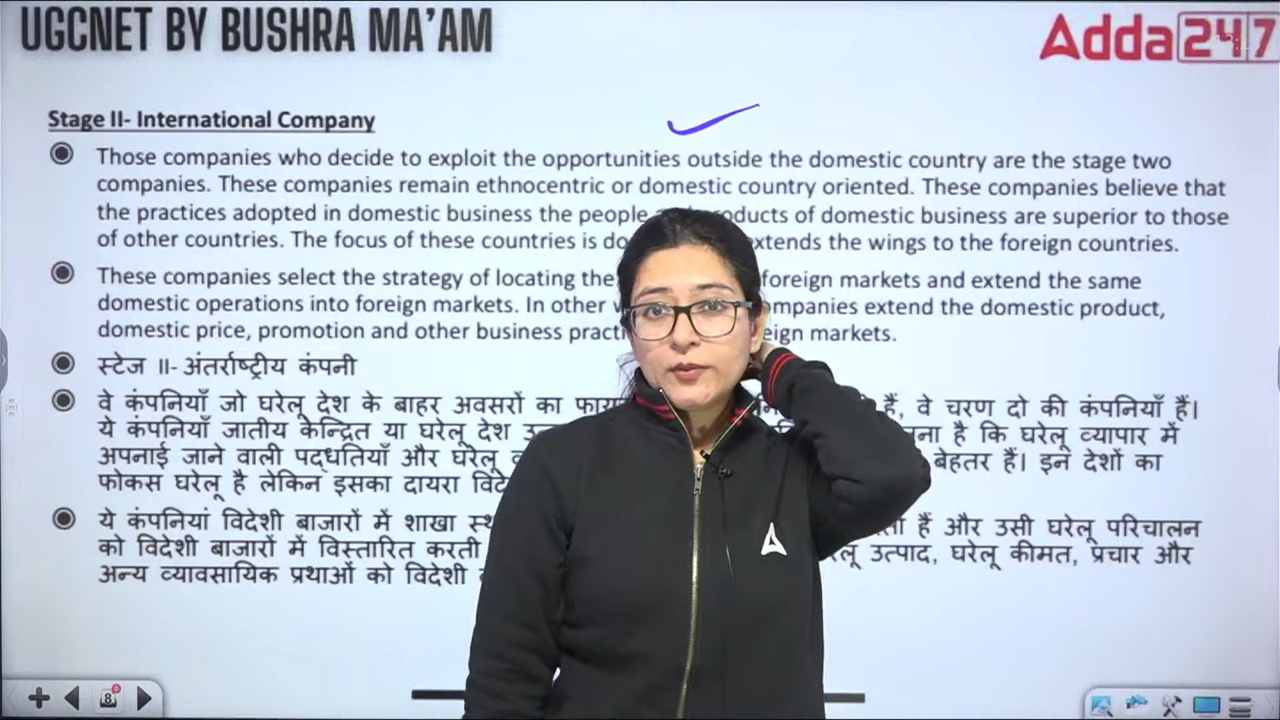 UGCNET BY BUSHRA MA’AM
Adda 247
Stage II- International Company
Those companies who decide to exploit the opportunities outside the domestic country are the stage two
companies. These companies remain ethnocentric or domestic country oriented. These companies believe that
the practices adopted in domestic business the people products of domestic business are superior to those
of other countries. The focus of these countries is extends the wings to the foreign countries.
These companies select the strategy of locating the foreign markets and extend the same
domestic operations into foreign markets. In other companies extend the domestic product,
domestic price, promotion and other business markets.
स्टेज II- अंतर्राष्ट्रीय कंपनी
वे कंपनियाँ जो घरेलू देश के बाहर अवसरों का हैं, वे चरण दो की कंपनियाँ हैं।
ये कंपनियाँ जातीय केन्द्रित या घरेलू देश है कि घरेलू व्यापार में
अपनाई जाने वाली पद्धतियाँ और घरेलू बेहतर हैं। इन देशों का
फोकस घरेलू है लेकिन इसका दायरा
ये कंपनियां विदेशी बाजारों में शाखा हैं और उसी घरेलू परिचालन
को विदेशी बाजारों में विस्तारित करती उत्पाद, घरेलू कीमत, प्रचार और
अन्य व्यावसायिक प्रथाओं को विदेशी
8